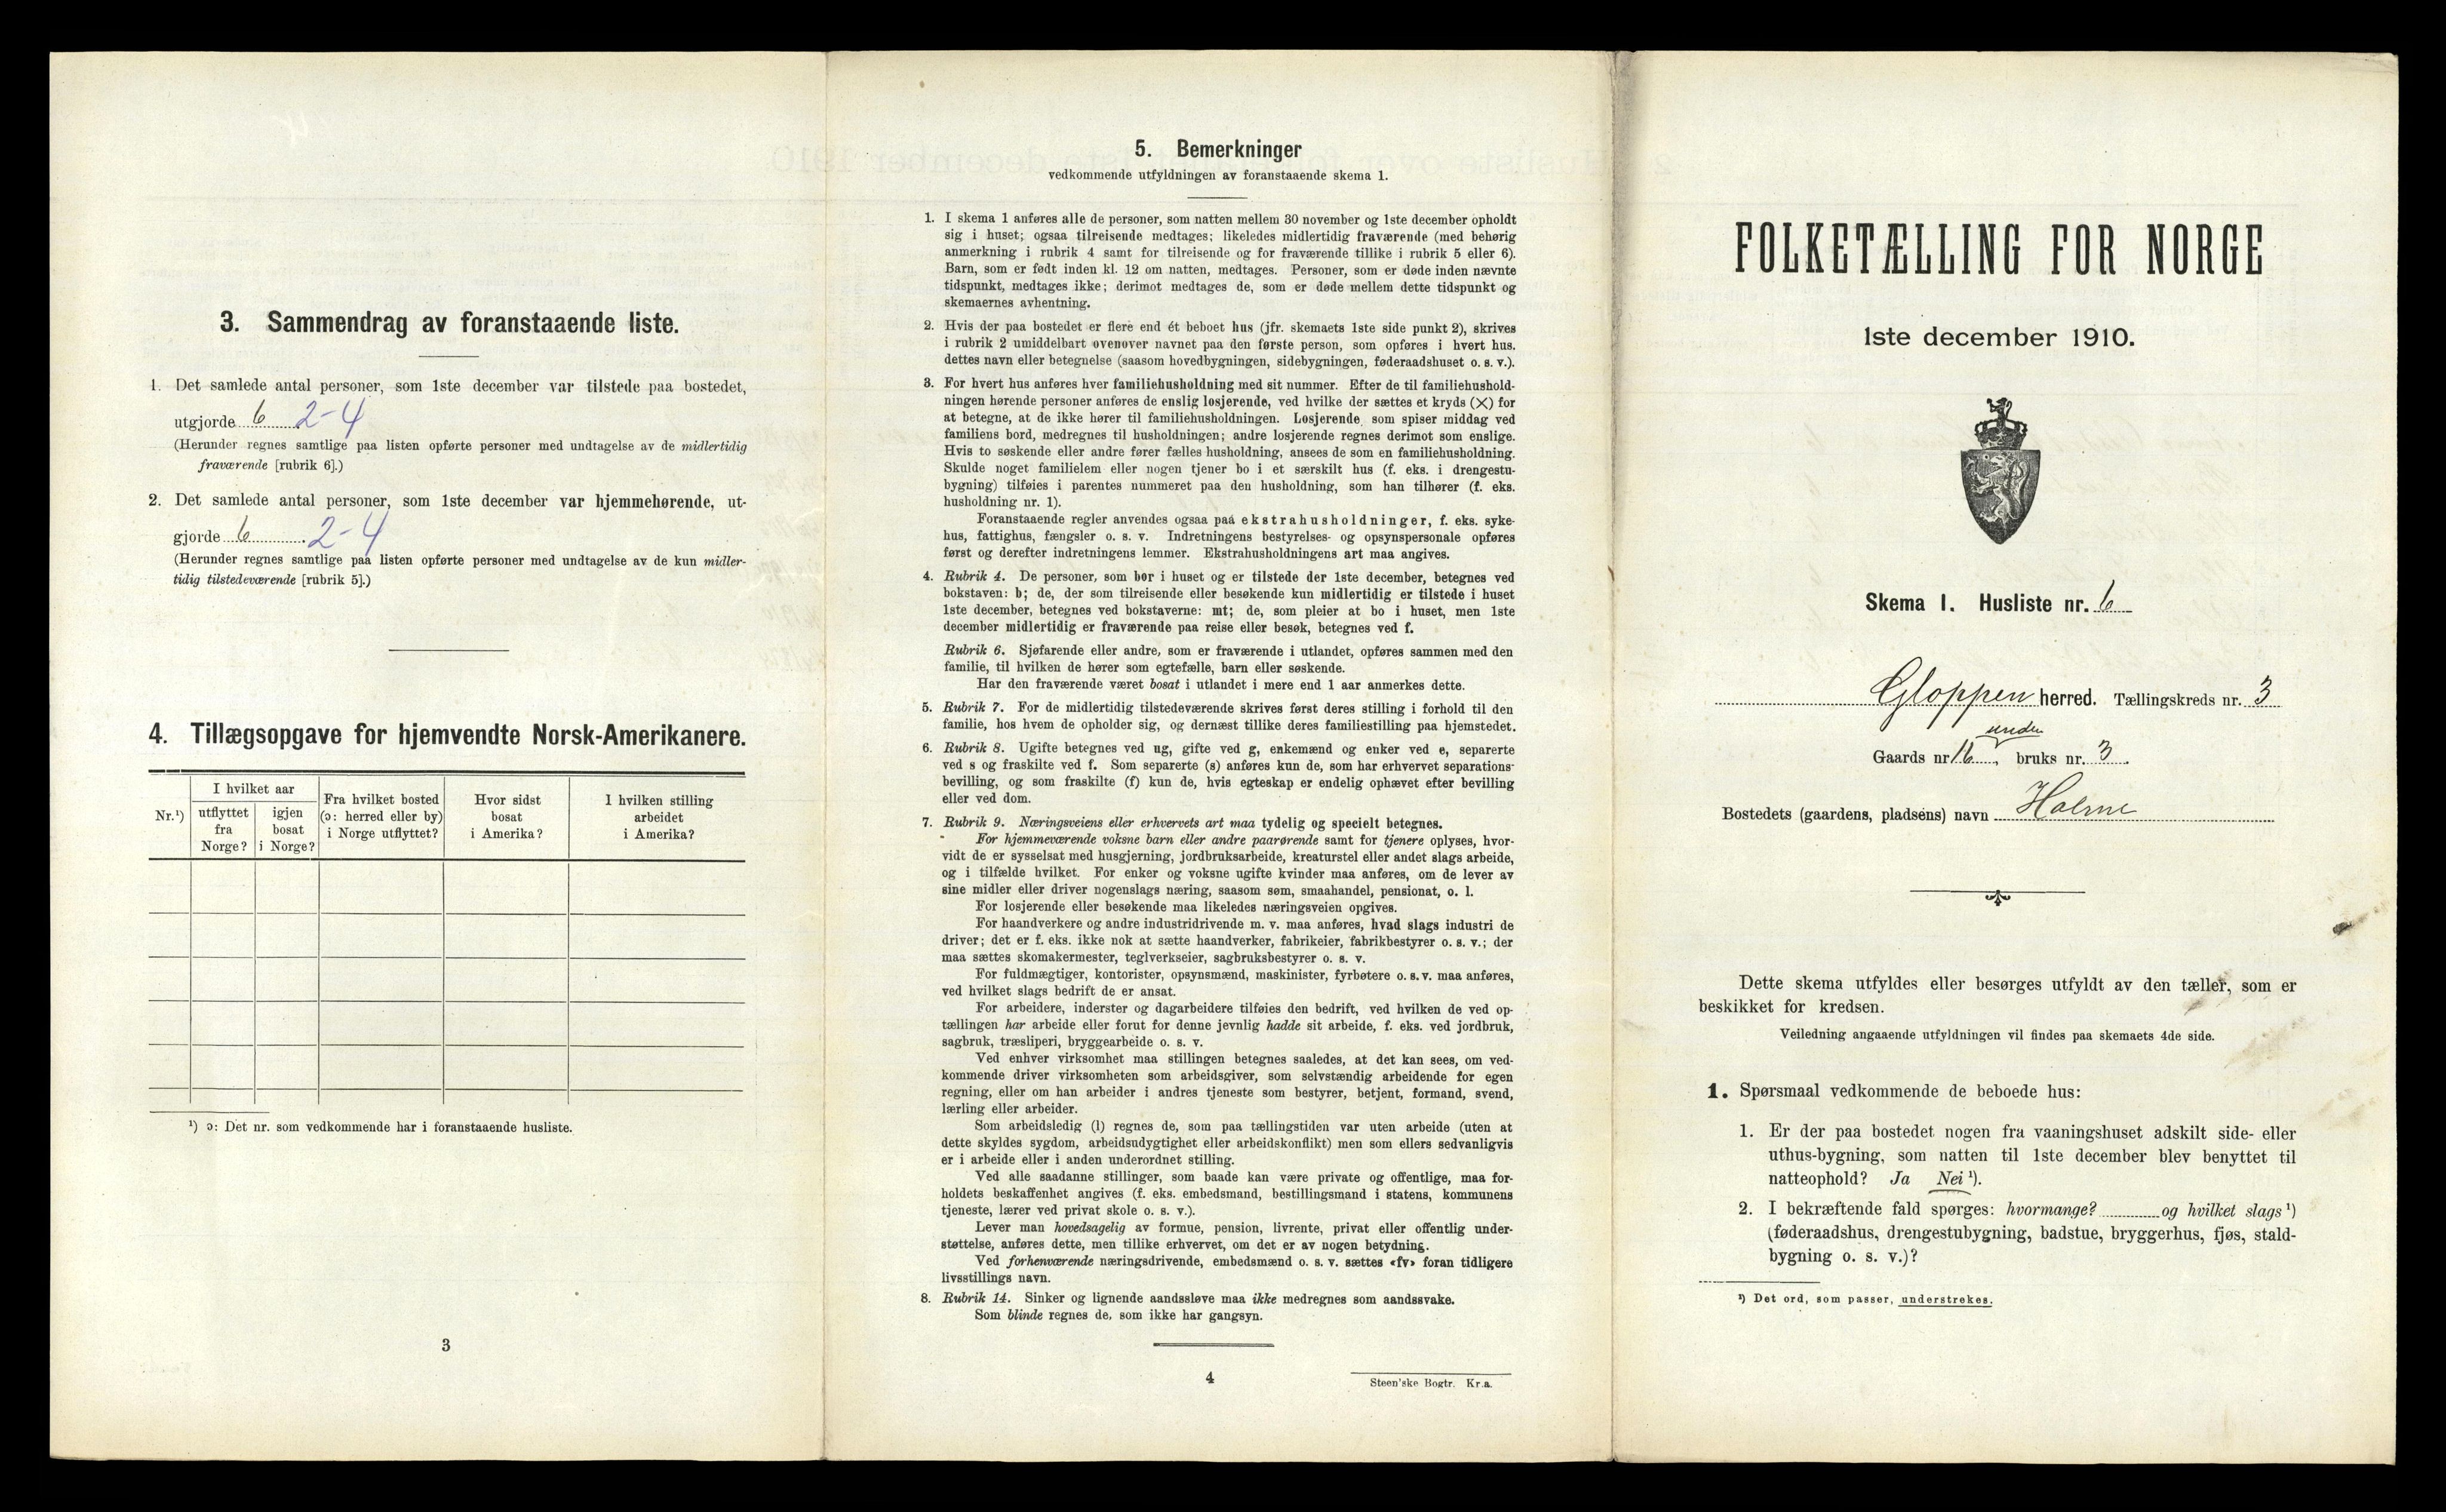 3. Sammendrag av foranstaaende liste.
1. Det samlede antal personer, som 1ste december var tilstede paa bostedet,
utgjorde 6 2-4
(Herunder regnes samtlige paa listen opførte personer med undtagelse av de midlertidig
fraværende [rubrik 6].)
2. Det samlede antal personer, som 1ste december var hjemmehørende, ut-
gjorde 6 2-4
(Herunder regnes samtlige paa listen opførte personer med undtagelse av de kun midler-
tidig tilstedeværende [rubrik 5].)
4. Tillægsopgave for hjemvendte Norsk-Amerikanere.
Nr.¹)
I hvilket aar
utflyttet
fra
Norge?
igjen
bosat
i Norge?
Fra hvilket bosted
(ɔ: herred eller by)
i Norge utflyttet?
Hvor sidst
bosat
i Amerika?
I hvilken stilling
arbeidet
i Amerika?
¹) ɔ: Det nr. som vedkommende har i foranstaaende husliste.
3
5. Bemerkninger
vedkommende utfyldningen av foranstaaende skema 1.
1. I skema 1 anføres alle de personer, som natten mellem 30 november og 1ste december opholdt
sig i huset; ogsaa tilreisende medtages; likeledes midlertidig fraværende (med behørig
anmerkning i rubrik 4 samt for tilreisende og for fraværende tillike i rubrik 5 eller 6).
Barn, som er født inden kl. 12 om natten, medtages. Personer, som er døde inden nævnte
tidspunkt, medtages ikke; derimot medtages de, som er døde mellem dette tidspunkt og
skemaernes avhentning.
2. Hvis der paa bostedet er flere end ét beboet hus (jfr. skemaets 1ste side punkt 2), skrives
i rubrik 2 umiddelbart ovenover navnet paa den første person, som opføres i hvert hus.
dettes navn eller betegnelse (saasom hovedbygningen, sidebygningen, føderaadshuset o. s. v.).
3. For hvert hus anføres hver familiehusholdning med sit nummer. Efter de til familiehushold-
ningen hørende personer anføres de enslig losjerende, ved hvilke der sættes et kryds (✕) for
at betegne, at de ikke hører til familiehusholdningen. Losjerende som spiser middag ved
familiens bord, medregnes til husholdningen; andre losjerende regnes derimot som enslige.
Hvis to søskende eller andre fører fælles husholdning, ansees de som en familiehusholdning.
Skulde noget familielem eller nogen tjener bo i et særskilt hus (f. eks. i drengestu-
bygning) tilføies i parentes nummeret paa den husholdning, som han tilhører (f. eks.
husholdning nr. 1).
Foranstaaende regler anvendes ogsaa paa ekstrahusholdninger, f. eks. syke-
hus, fattighus, fængsler o. s. v. Indretningens bestyrelses- og opsynspersonale opføres
først og derefter indretningens lemmer. Ekstrahusholdningens art maa angives.
4. Rubrik 4. De personer, som bor i huset og er tilstede der 1ste december, betegnes ved
bokstaven: b; de, der som tilreisende eller besøkende kun midlertidig er tilstede i huset
1ste december, betegnes ved bokstaverne: mt; de, som pleier at bo i huset, men 1ste
december midlertidig er fraværende paa reise eller besøk, betegnes ved f.
Rubrik 6. Sjøfarende eller andre, som er fraværende i utlandet, opføres sammen med den
familie, til hvilken de hører som egtefælle, barn eller søskende.
Har den fraværende været bosat i utlandet i mere end 1 aar anmerkes dette.
5. Rubrik 7. For de midlertidig tilstedeværende skrives først deres stilling i forhold til den
familie, hos hvem de opholder sig, og dernæst tillike deres familiestilling paa hjemstedet.
6. Rubrik 8. Ugifte betegnes ved ug, gifte ved g, enkemænd og enker ved e, separerte
ved s og fraskilte ved f. Som separerte (s) anføres kun de, som har erhvervet separations-
bevilling, og som fraskilte (f) kun de, hvis egteskap er endelig ophævet efter bevilling
eller ved dom.
7. Rubrik 9. Næringsveiens eller erhvervets art maa tydelig og specielt betegnes.
For hjemmeværende voksne barn eller andre paarørende samt for tjenere oplyses, hvor-
vidt de er sysselsat med husgjerning, jordbruksarbeide, kreaturstel eller andet slags arbeide,
og i tilfælde hvilket. For enker og voksne ugifte kvinder maa anføres, om de lever av
sine midler eller driver nogenslags næring, saasom søm, smaahandel, pensionat, o. l.
For losjerende eller besøkende maa likeledes næringsveien opgives.
For haandverkere og andre industridrivende m. v. maa anføres, hvad slags industri de
driver; det er f. eks. ikke nok at sætte haandverker, fabrikeier, fabrikbestyrer o. s. v.; der
maa sættes skomakermester, teglverkseier, sagbruksbestyrer o. s. v.
For fuldmægtiger, kontorister, opsynsmænd, maskinister, fyrbøtere o. s. v. maa anføres,
ved hvilket slags bedrift de er ansat.
For arbeidere, inderster og dagarbeidere tilføies den bedrift, ved hvilken de ved op-
tællingen har arbeide eller forut for denne jevnlig hadde sit arbeide, f. eks. ved jordbruk,
sagbruk, træsliperi, bryggearbeide o. s. v.
Ved enhver virksomhet maa stillingen betegnes saaledes, at det kan sees, om ved-
kommende driver virksomheten som arbeidsgiver, som selvstændig arbeidende for egen
regning, eller om han arbeider i andres tjeneste som bestyrer, betjent, formand, svend,
lærling eller arbeider.
Som arbeidsledig (l) regnes de, som paa tællingstiden var uten arbeide (uten at
dette skyldes sygdom, arbeidsudygtighet eller arbeidskonflikt) men som ellers sedvanligvis
er i arbeide eller i anden underordnet stilling.
Ved alle saadanne stillinger, som baade kan være private og offentlige, maa for-
holdets beskaffenhet angives (f. eks. embedsmand, bestillingsmand i statens, kommunens
tjeneste, lærer ved privat skole o. s. v.).
Lever man hovedsagelig av formue, pension, livrente, privat eller offentlig under-
støttelse, anføres dette, men tillike erhvervet, om det er av nogen betydning.
Ved forhenværende næringsdrivende, embedsmænd o. s. v. sættes «fv» foran tidligere
livsstillings navn.
8. Rubrik 14. Sinker og lignende aandssløve maa ikke medregnes som aandssvake.
Som blinde regnes de, som ikke har gangsyn.
4
Steen'ske Bogtr. Kr.a.
FOLKETÆLLING FOR NORGE
1ste december 1910.
Skema 1. Husliste nr. 6
Gloppen herred. Tællingskreds nr. 3
under
Gaards nr 16, bruks nr. 3.
Bostedets (gaardens, pladsens) navn Holme
Dette skema utfyldes eller besørges utfyldt av den tæller, som er
beskikket for kredsen.
Veiledning angaaende utfyldningen vil findes paa skemaets 4de side.
1. Spørsmaal vedkommende de beboede hus:
1. Er der paa bostedet nogen fra vaaningshuset adskilt side- eller
uthus-bygning, som natten til 1ste december blev benyttet til
natteophold? Ja Nei ¹).
2. I bekræftende fald spørges: hvormange? og hvilket slags ¹)
(føderaadshus, drengestubygning, badstue, bryggerhus, fjøs, stald-
bygning o. s. v.)?
¹) Det ord, som passer, understrekes.